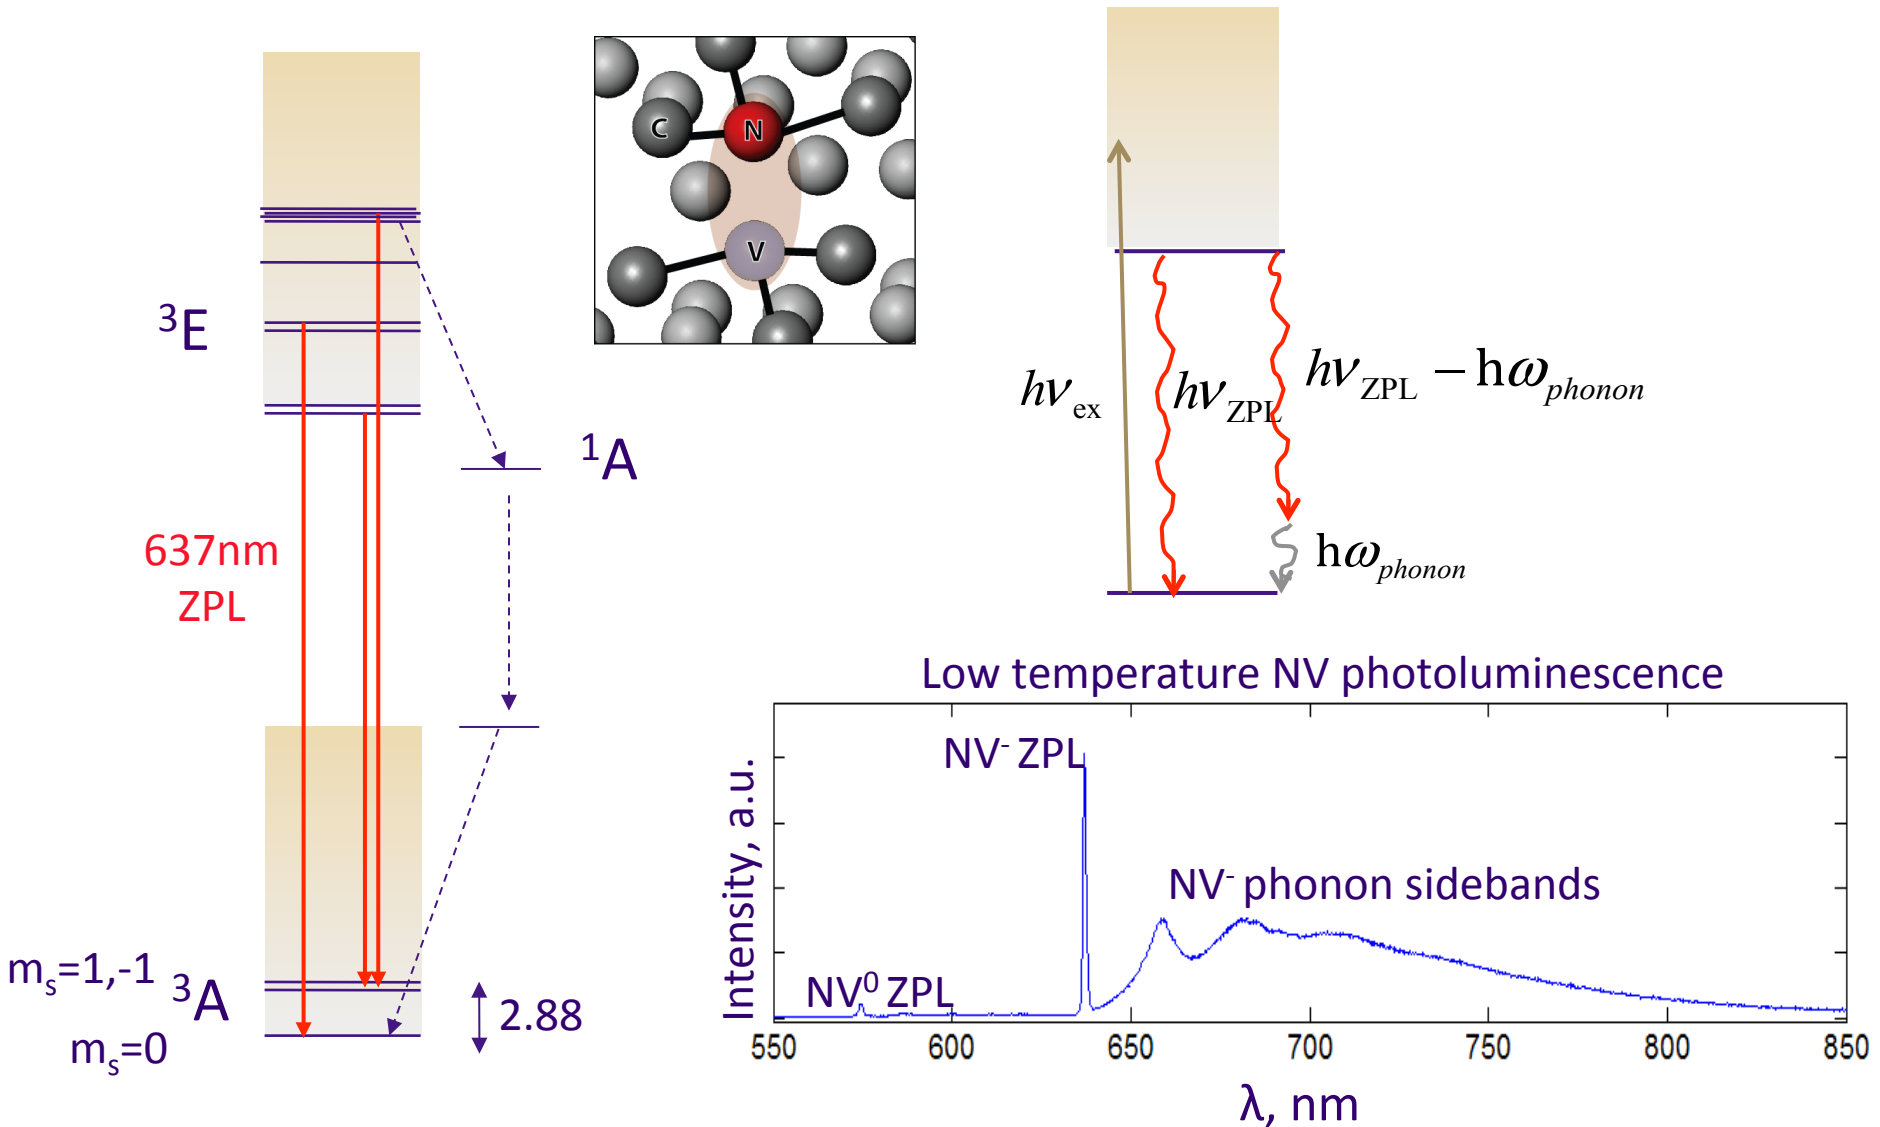 ³E
¹A
637nm
ZPL
mₛ=1,-1
³A
mₛ=0
2.88
C
N
V
hν_ex
hν_ZPL
hν_ZPL − hω_phonon
hω_phonon
Low temperature NV photoluminescence
NV⁻ ZPL
NV⁻ phonon sidebands
NV⁰ ZPL
Intensity, a.u.
550 600 650 700 750 800 850
λ, nm